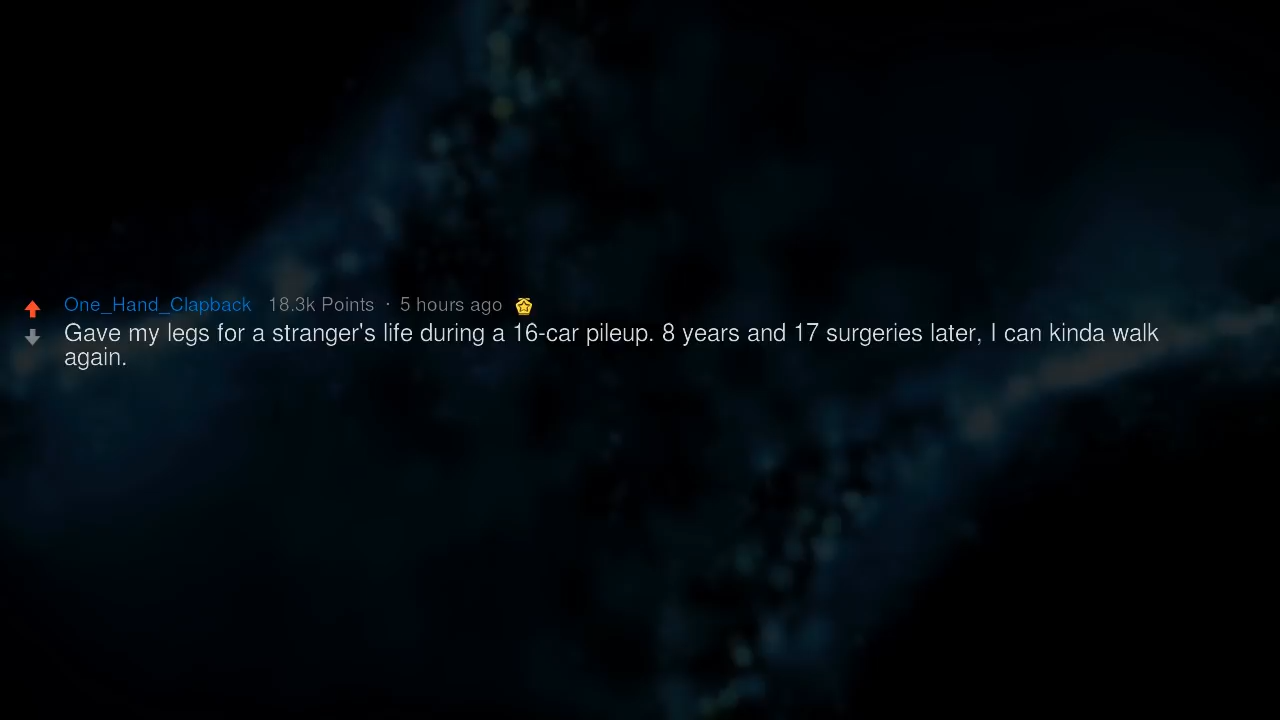 One_Hand_Clapback 18.3k Points · 5 hours ago
Gave my legs for a stranger's life during a 16-car pileup. 8 years and 17 surgeries later, I can kinda walk
again.